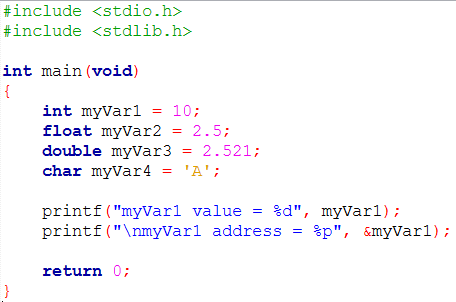 #include <stdio.h>
#include <stdlib.h>

int main(void)
{
    int myVar1 = 10;
    float myVar2 = 2.5;
    double myVar3 = 2.521;
    char myVar4 = 'A';

    printf("myVar1 value = %d", myVar1);
    printf("\nmyVar1 address = %p", &myVar1);

    return 0;
}